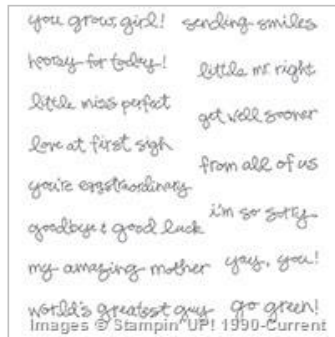 you grow, girl!
sending smiles
hooray for today!
little mr right
little miss perfect
get well sooner
love at first sigh
from all of us
you're eggstraordinary
i'm so sorry
goodbye & good luck
yay, you!
my amazing mother
go green!
world's greatest guy
Images © Stampin' UP! 1990-Current